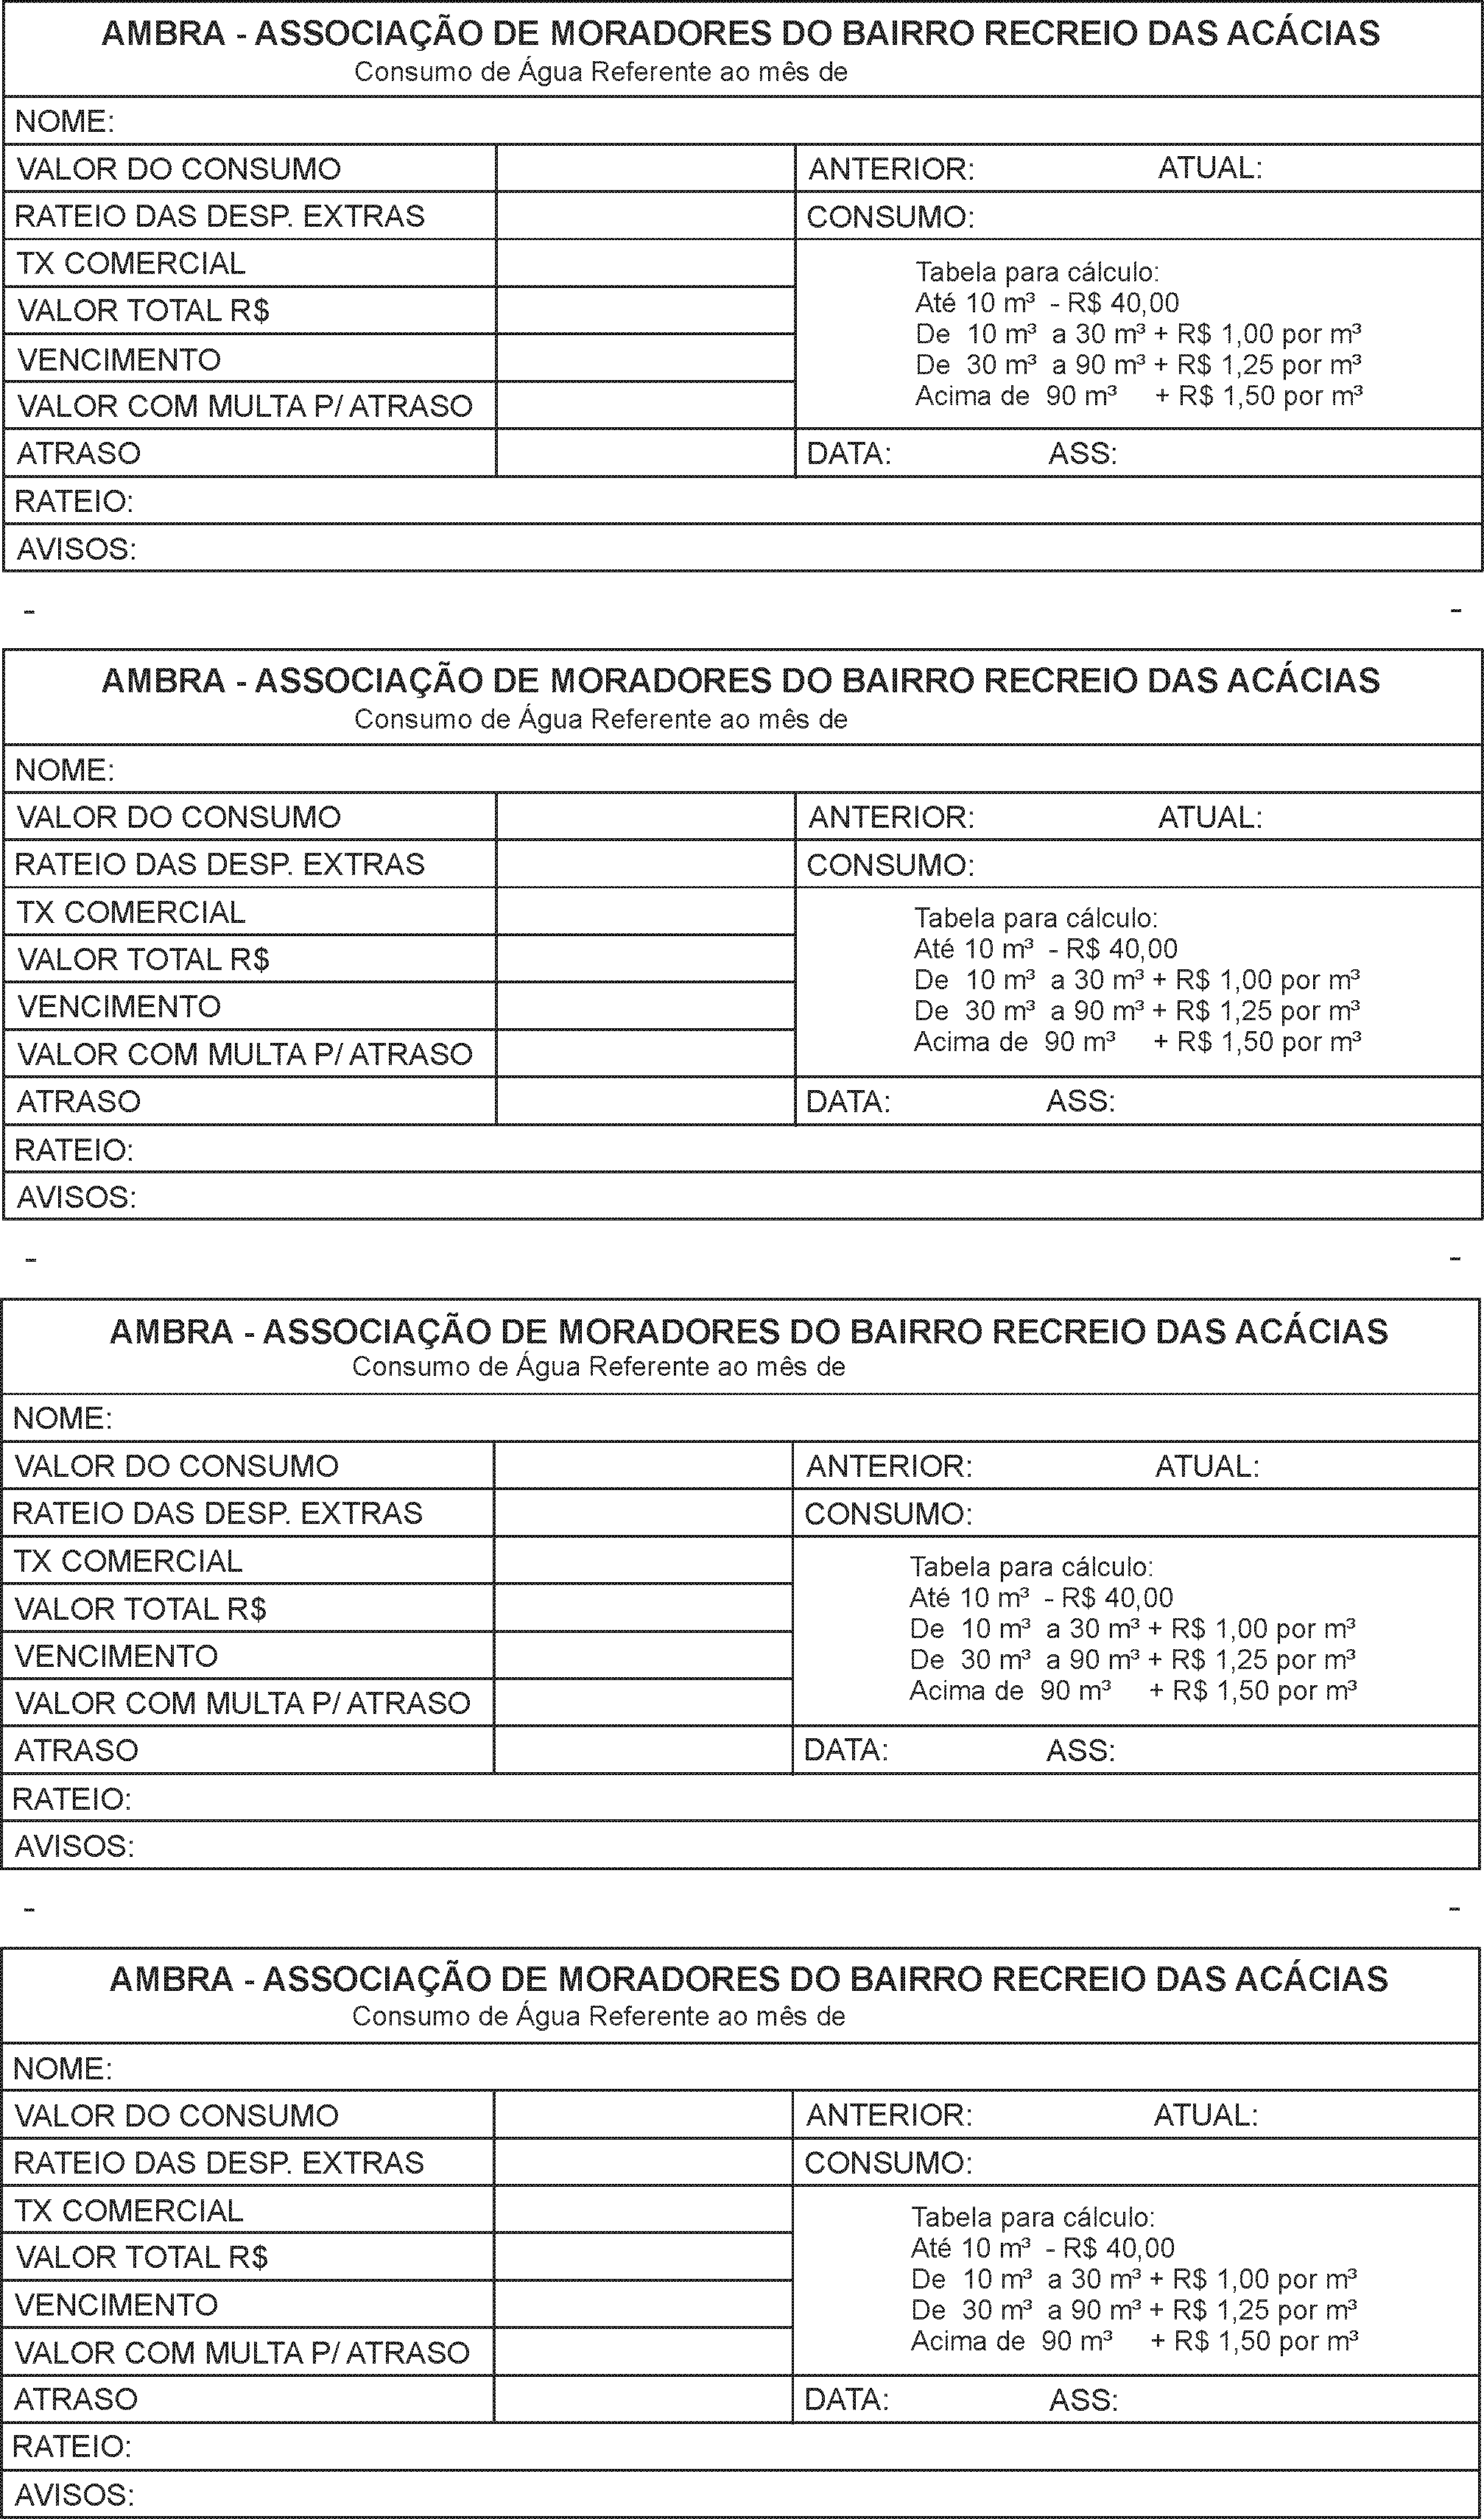 AMBRA - ASSOCIAÇÃO DE MORADORES DO BAIRRO RECREIO DAS ACÁCIAS
Consumo de Água Referente ao mês de
NOME:
VALOR DO CONSUMO ANTERIOR: ATUAL:
RATEIO DAS DESP. EXTRAS CONSUMO:
TX COMERCIAL
VALOR TOTAL R$
VENCIMENTO
VALOR COM MULTA P/ ATRASO
Tabela para cálculo:
Até 10 m³ - R$ 40,00
De 10 m³ a 30 m³ + R$ 1,00 por m³
De 30 m³ a 90 m³ + R$ 1,25 por m³
Acima de 90 m³ + R$ 1,50 por m³
ATRASO DATA: ASS:
RATEIO:
AVISOS:
- -
AMBRA - ASSOCIAÇÃO DE MORADORES DO BAIRRO RECREIO DAS ACÁCIAS
Consumo de Água Referente ao mês de
NOME:
VALOR DO CONSUMO ANTERIOR: ATUAL:
RATEIO DAS DESP. EXTRAS CONSUMO:
TX COMERCIAL
VALOR TOTAL R$
VENCIMENTO
VALOR COM MULTA P/ ATRASO
Tabela para cálculo:
Até 10 m³ - R$ 40,00
De 10 m³ a 30 m³ + R$ 1,00 por m³
De 30 m³ a 90 m³ + R$ 1,25 por m³
Acima de 90 m³ + R$ 1,50 por m³
ATRASO DATA: ASS:
RATEIO:
AVISOS:
- -
AMBRA - ASSOCIAÇÃO DE MORADORES DO BAIRRO RECREIO DAS ACÁCIAS
Consumo de Água Referente ao mês de
NOME:
VALOR DO CONSUMO ANTERIOR: ATUAL:
RATEIO DAS DESP. EXTRAS CONSUMO:
TX COMERCIAL
VALOR TOTAL R$
VENCIMENTO
VALOR COM MULTA P/ ATRASO
Tabela para cálculo:
Até 10 m³ - R$ 40,00
De 10 m³ a 30 m³ + R$ 1,00 por m³
De 30 m³ a 90 m³ + R$ 1,25 por m³
Acima de 90 m³ + R$ 1,50 por m³
ATRASO DATA: ASS:
RATEIO:
AVISOS:
- -
AMBRA - ASSOCIAÇÃO DE MORADORES DO BAIRRO RECREIO DAS ACÁCIAS
Consumo de Água Referente ao mês de
NOME:
VALOR DO CONSUMO ANTERIOR: ATUAL:
RATEIO DAS DESP. EXTRAS CONSUMO:
TX COMERCIAL
VALOR TOTAL R$
VENCIMENTO
VALOR COM MULTA P/ ATRASO
Tabela para cálculo:
Até 10 m³ - R$ 40,00
De 10 m³ a 30 m³ + R$ 1,00 por m³
De 30 m³ a 90 m³ + R$ 1,25 por m³
Acima de 90 m³ + R$ 1,50 por m³
ATRASO DATA: ASS:
RATEIO:
AVISOS: